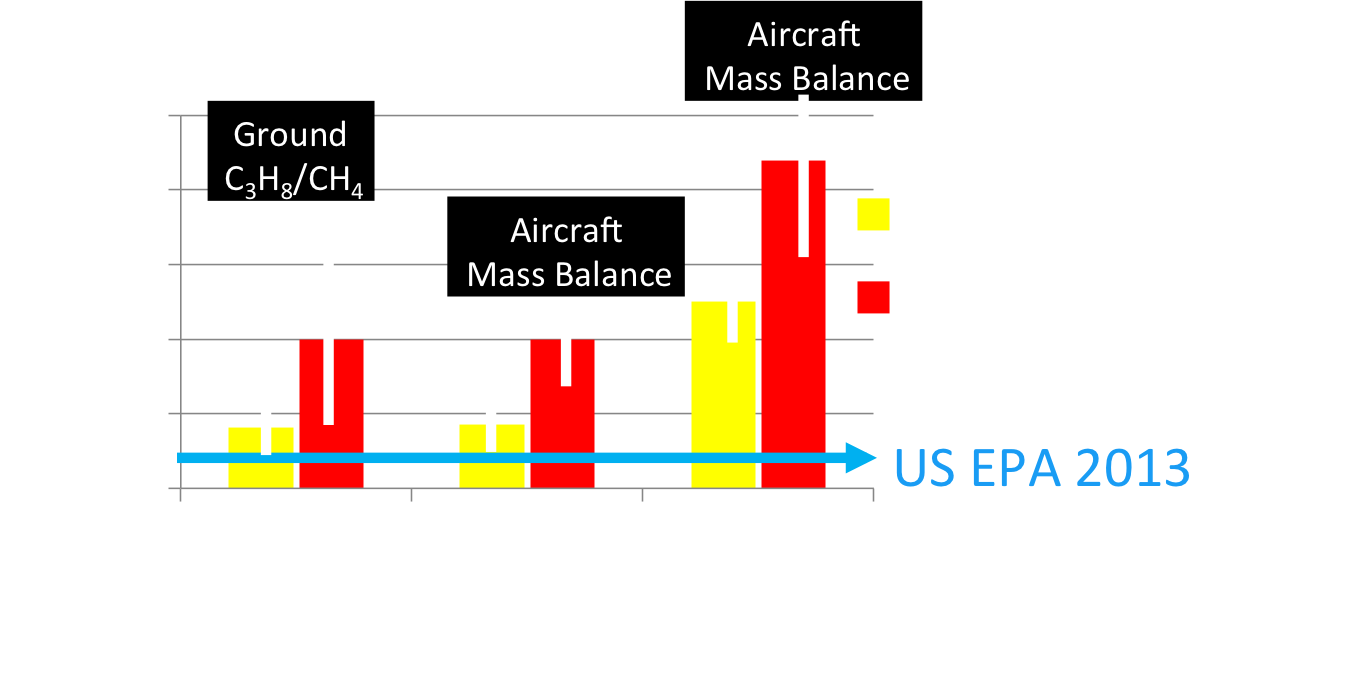 Aircraft
Mass Balance
Ground
C₃H₈/CH₄
Aircraft
Mass Balance
US EPA 2013